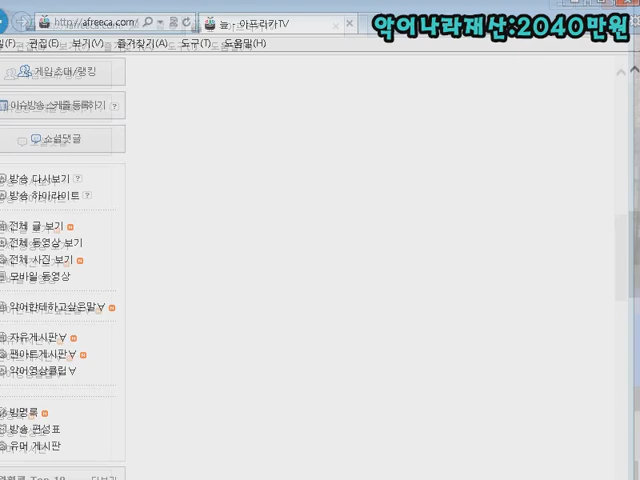 http://afreeca.com/
늪 - 아프리카TV
악이나라재산:2040만원
편집(E) 보기(V) 즐겨찾기(A) 도구(T) 도움말(H)
게임초대/랭킹
이슈방송 스케줄등록하기 ?
소셜댓글
방송 다시보기 ?
방송 하이라이트 ?
전체 글 보기 N
전체 동영상 보기
전체 사진 보기 N
모바일 동영상
악어한테하고싶은말∀ N
자유게시판∀ N
팬아트게시판∀ N
악어영상클럽∀
방명록 N
방송 편성표
유머 게시판